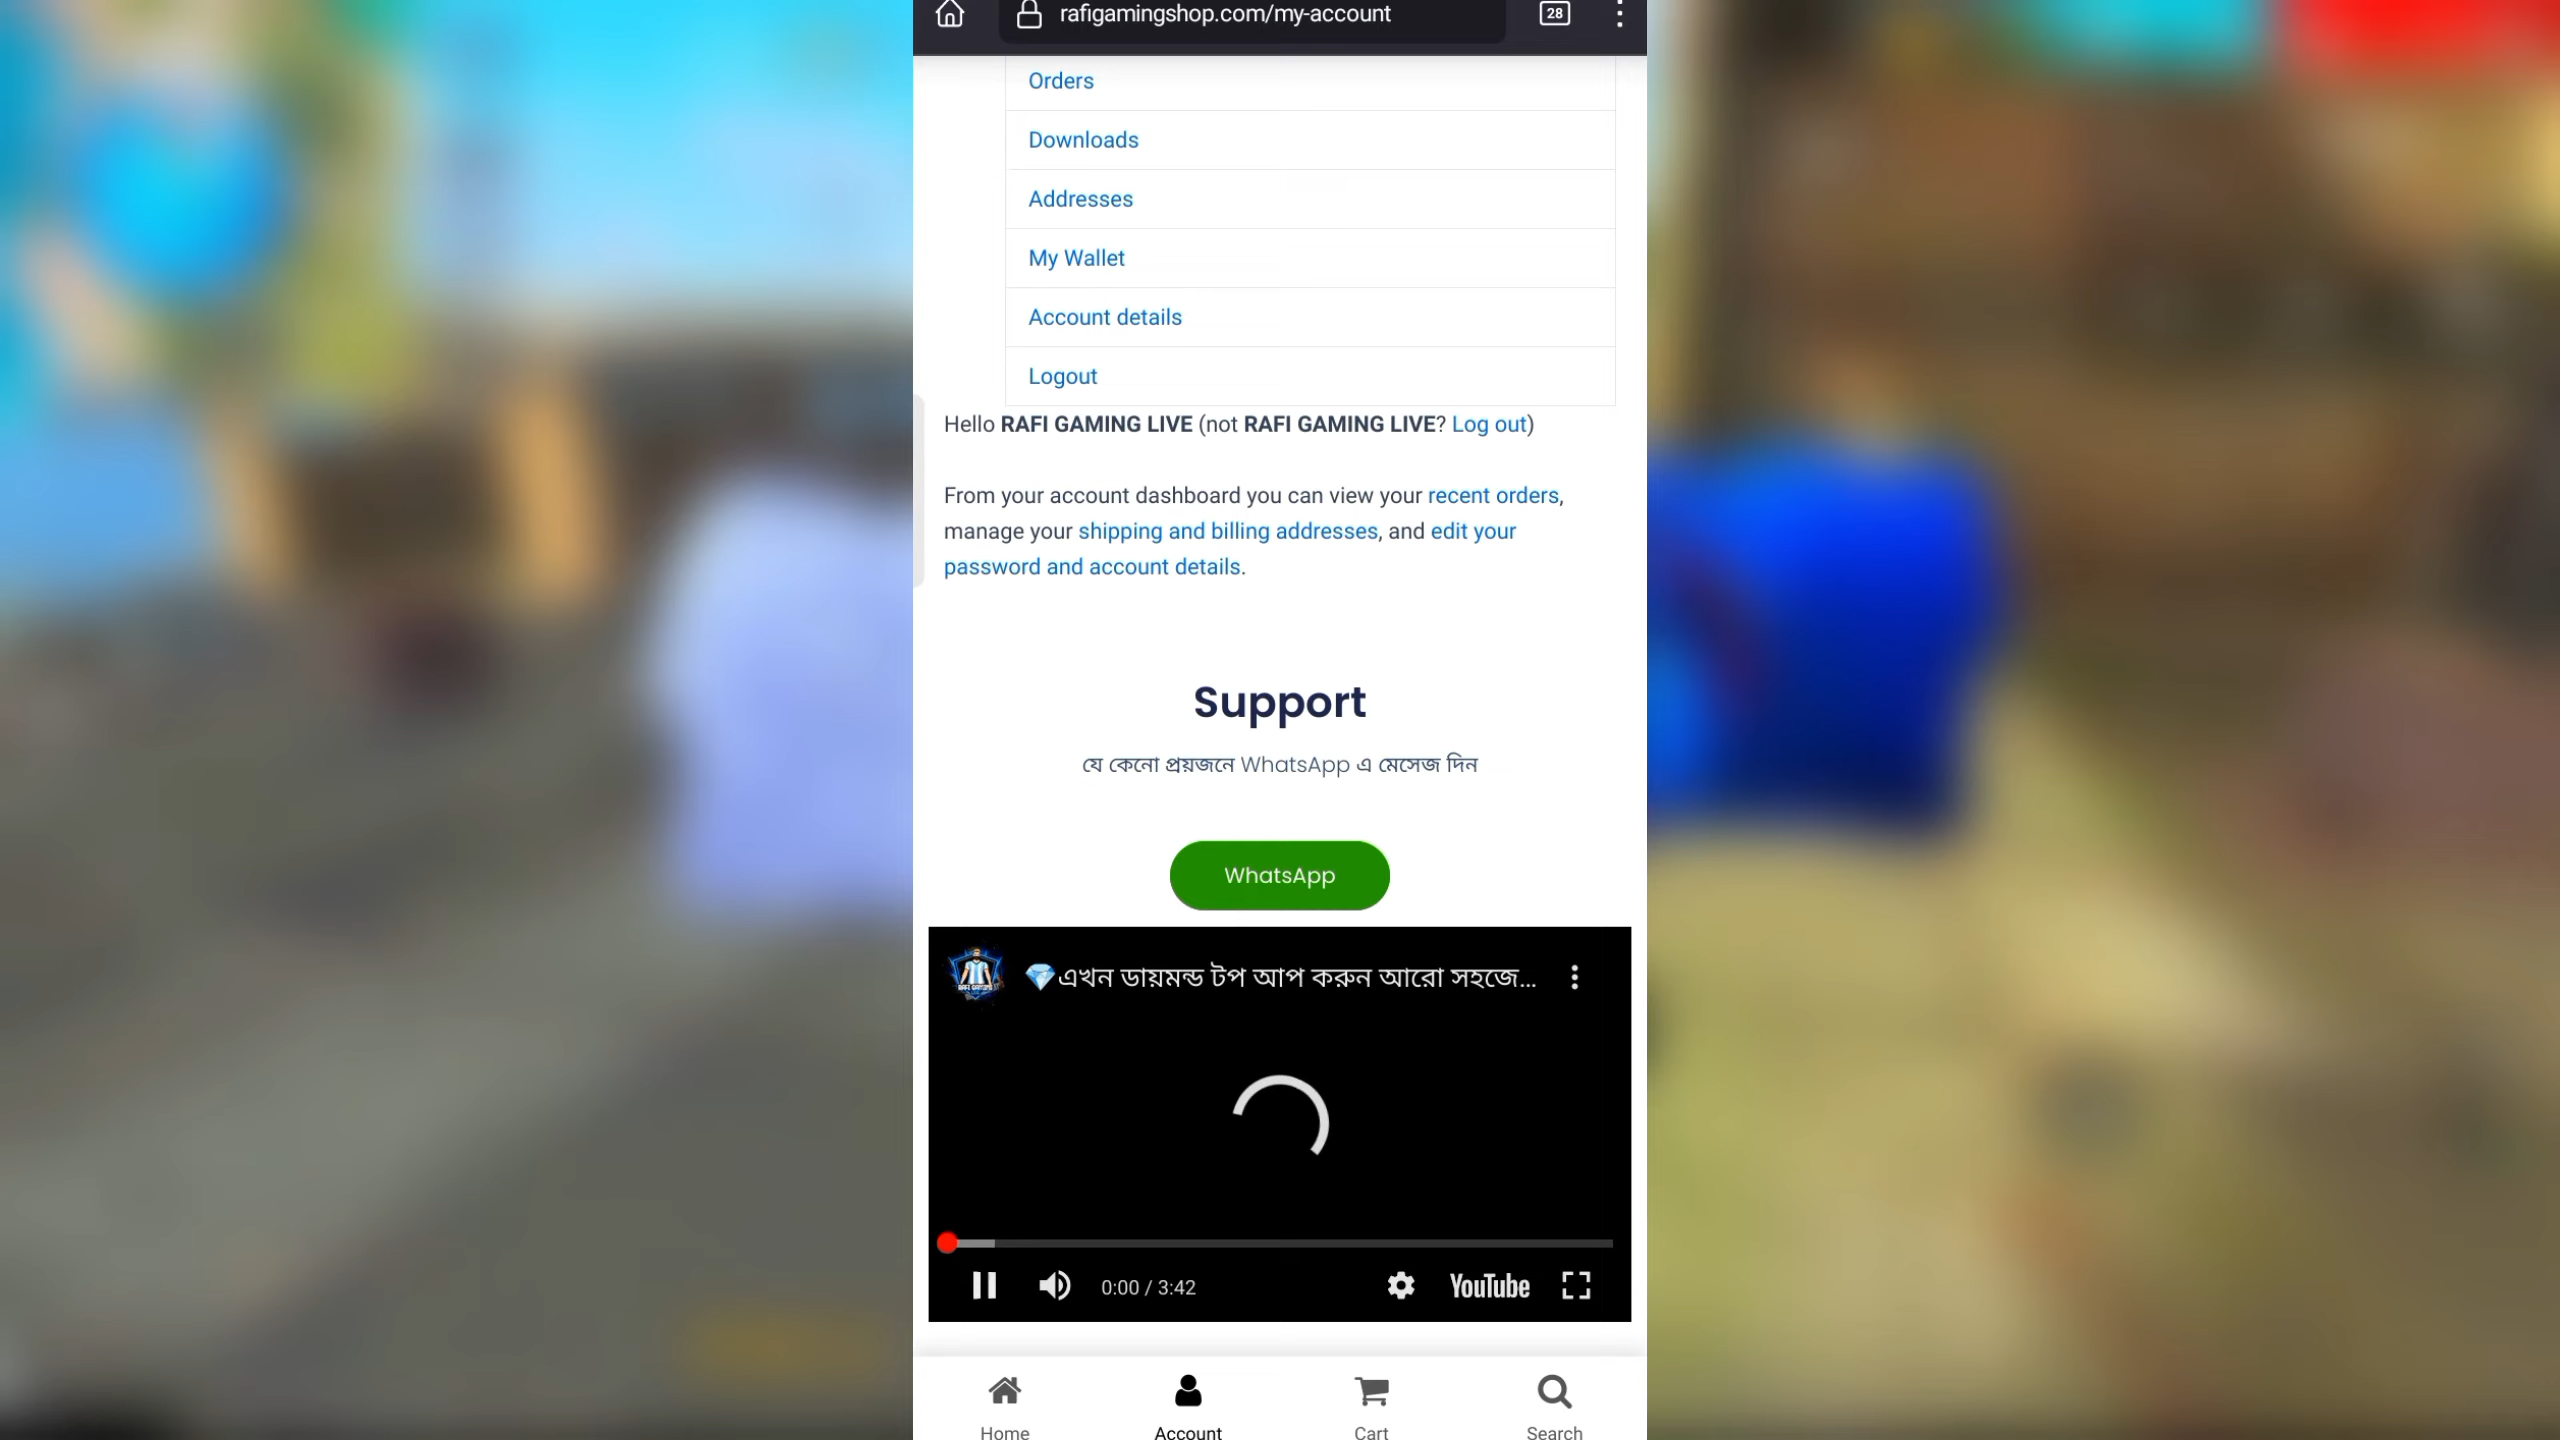 rafigamingshop.com/my-account
28
Orders
Downloads
Addresses
My Wallet
Account details
Logout
Hello RAFI GAMING LIVE (not RAFI GAMING LIVE? Log out)
From your account dashboard you can view your recent orders,
manage your shipping and billing addresses, and edit your
password and account details.
Support
যে কেনো প্রয়জনে WhatsApp এ মেসেজ দিন
WhatsApp
💎এখন ডায়মন্ড টপ আপ করুন আরো সহজে...
RAFI GAMING
0:00 / 3:42
YouTube
Home
Account
Cart
Search